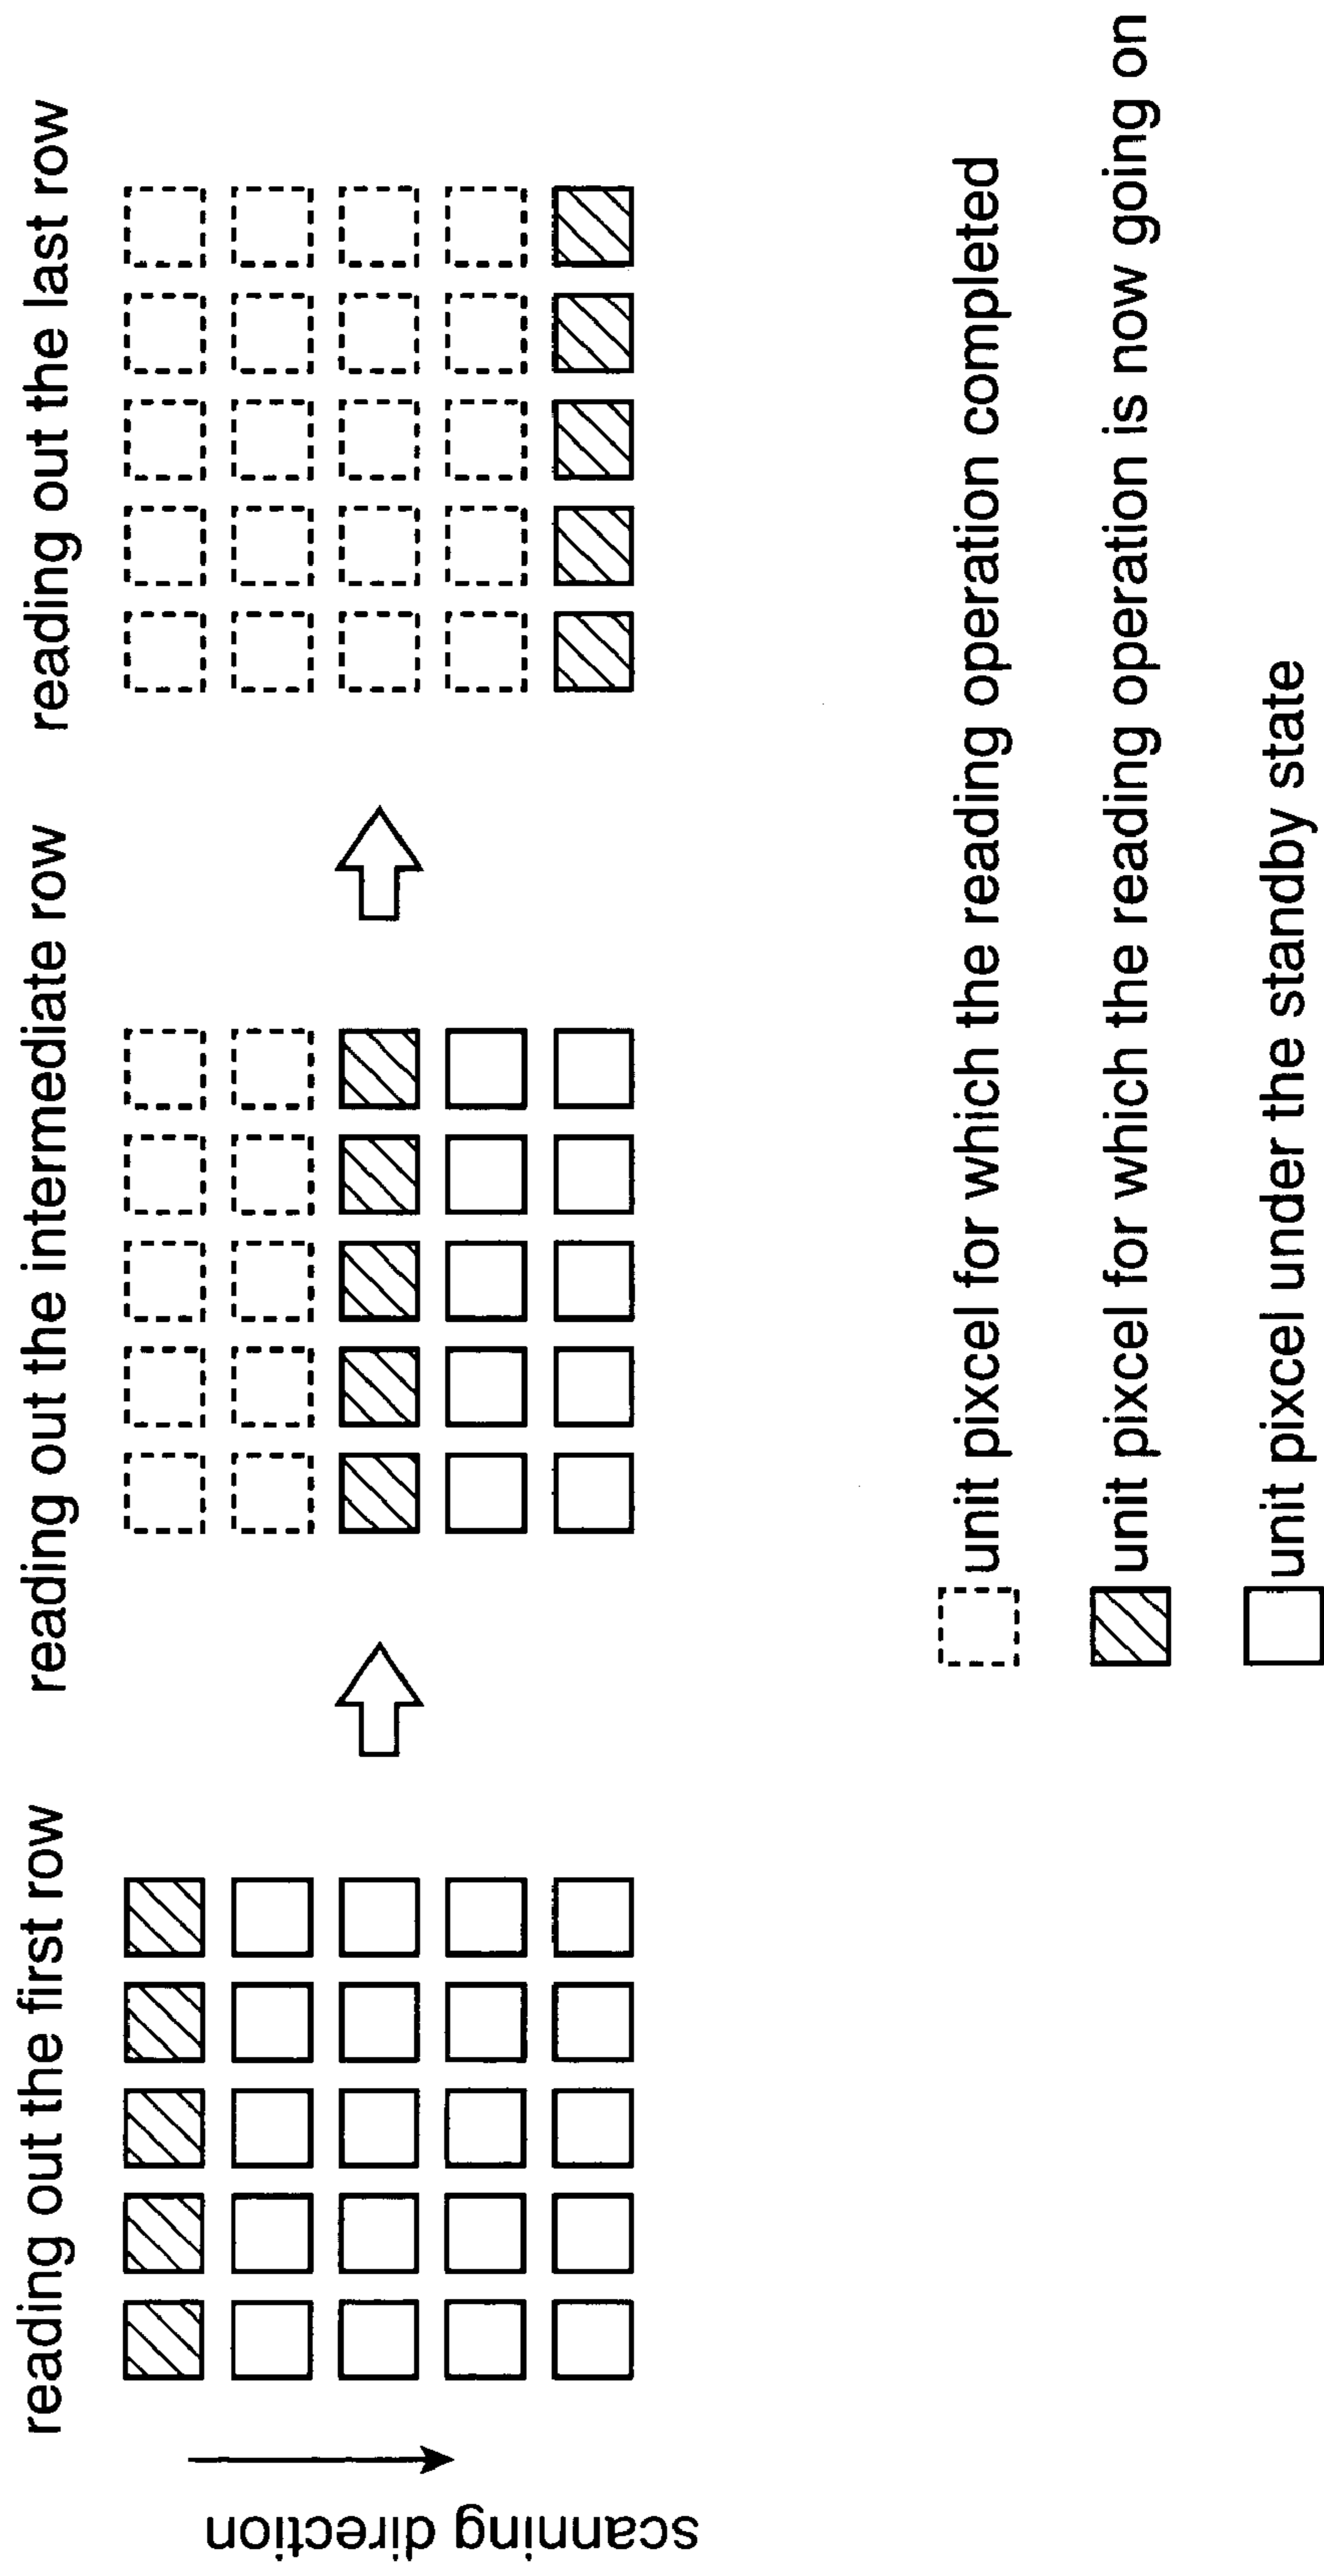 reading out the first row
reading out the intermediate row
reading out the last row
scanning direction
unit pixcel for which the reading operation completed
unit pixcel for which the reading operation is now going on
unit pixcel under the standby state